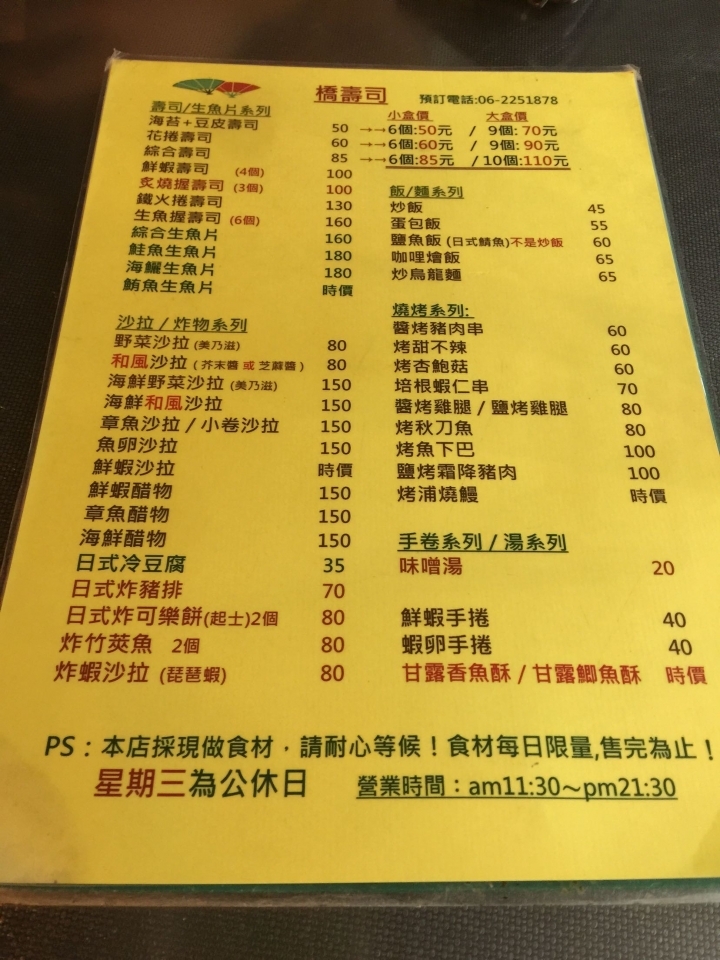 橋壽司 預訂電話:06-2251878
壽司/生魚片系列
小盒價 大盒價
海苔+豆皮壽司 50 →→6個:50元 / 9個: 70元
花捲壽司 60 →→6個:60元 / 9個: 90元
綜合壽司 85 →→6個:85元 / 10個:110元
鮮蝦壽司 (4個) 100
炙燒握壽司 (3個) 100
鐵火捲壽司 130
生魚握壽司 (6個) 160
綜合生魚片 160
鮭魚生魚片 180
海鱺生魚片 180
鮪魚生魚片 時價
飯/麵系列
炒飯 45
蛋包飯 55
鹽魚飯 (日式鯖魚)不是炒飯 60
咖哩燴飯 65
炒烏龍麵 65
沙拉 / 炸物系列
野菜沙拉 (美乃滋) 80
和風沙拉 ( 芥末醬 或 芝麻醬 ) 80
海鮮野菜沙拉 (美乃滋) 150
海鮮和風沙拉 150
章魚沙拉 / 小卷沙拉 150
魚卵沙拉 150
鮮蝦沙拉 時價
鮮蝦醋物 150
章魚醋物 150
海鮮醋物 150
日式冷豆腐 35
日式炸豬排 70
日式炸可樂餅(起士)2個 80
炸竹莢魚 2個 80
炸蝦沙拉 (琵琶蝦) 80
燒烤系列:
醬烤豬肉串 60
烤甜不辣 60
烤杏鮑菇 60
培根蝦仁串 70
醬烤雞腿 / 鹽烤雞腿 80
烤秋刀魚 80
烤魚下巴 100
鹽烤霜降豬肉 100
烤浦燒鰻 時價
手卷系列 / 湯系列
味噌湯 20
鮮蝦手捲 40
蝦卵手捲 40
甘露香魚酥 / 甘露鯽魚酥 時價
PS：本店採現做食材，請耐心等候！食材每日限量,售完為止！
星期三為公休日 營業時間：am11:30～pm21:30